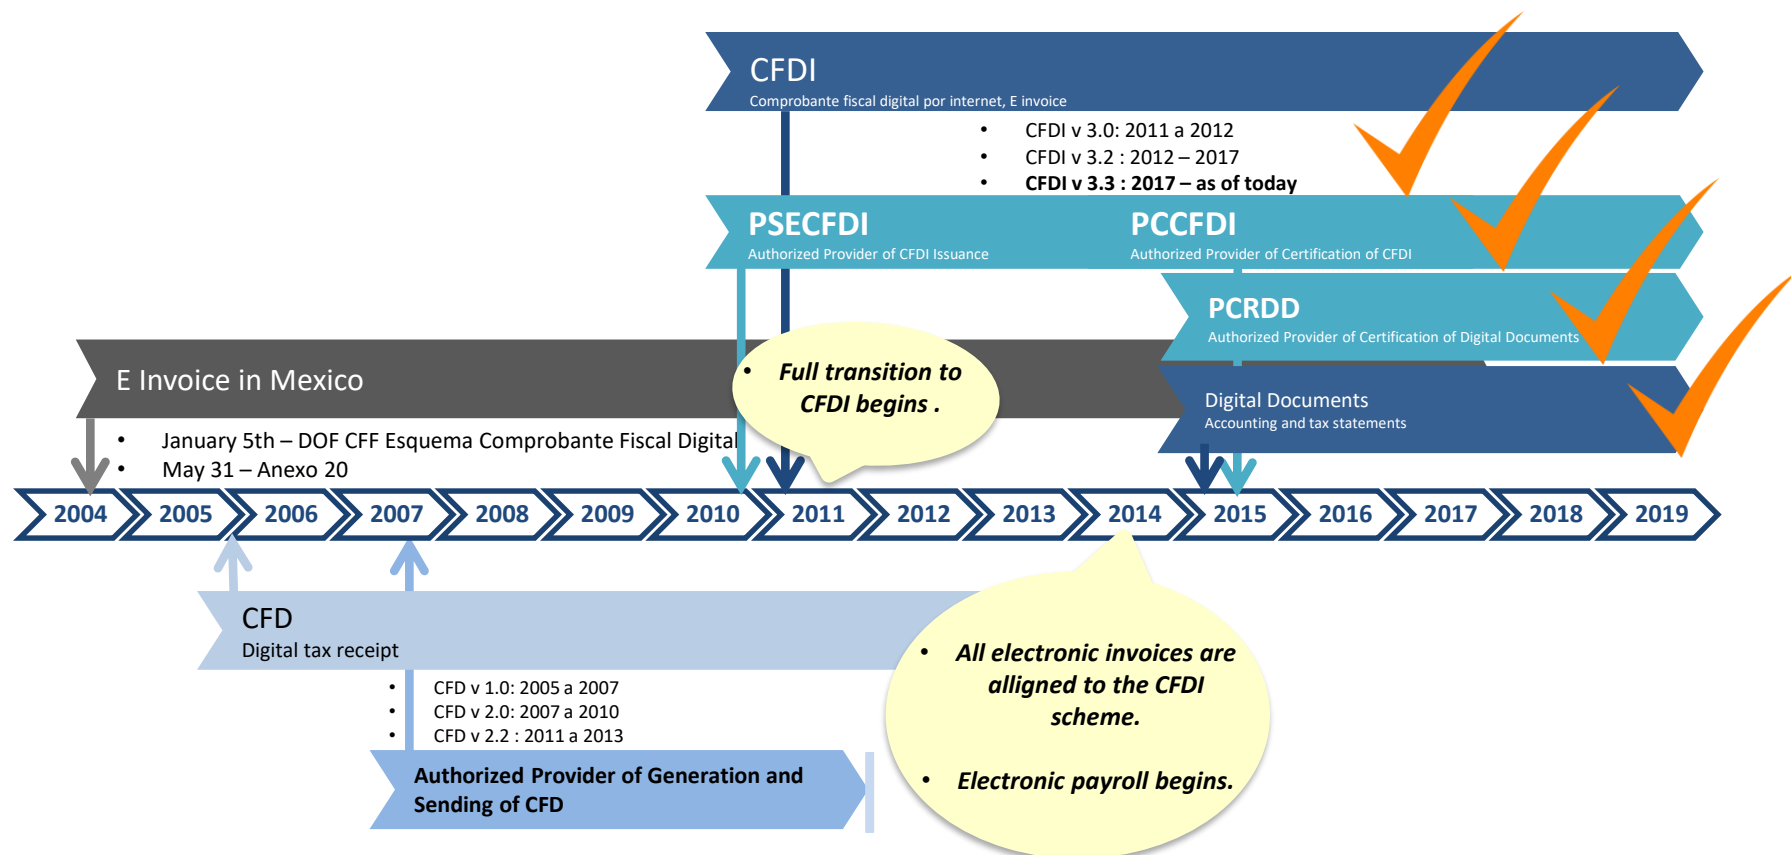 CFDI
Comprobante fiscal digital por internet, E invoice
• CFDI v 3.0: 2011 a 2012
• CFDI v 3.2 : 2012 – 2017
• CFDI v 3.3 : 2017 – as of today
PSECFDI
Authorized Provider of CFDI Issuance
PCCFDI
Authorized Provider of Certification of CFDI
PCRDD
Authorized Provider of Certification of Digital Documents
E Invoice in Mexico
• Full transition to
CFDI begins .
Digital Documents
Accounting and tax statements
• January 5th – DOF CFF Esquema Comprobante Fiscal Digital
• May 31 – Anexo 20
2004 2005 2006 2007 2008 2009 2010 2011 2012 2013 2014 2015 2016 2017 2018 2019
CFD
Digital tax receipt
• CFD v 1.0: 2005 a 2007
• CFD v 2.0: 2007 a 2010
• CFD v 2.2 : 2011 a 2013
Authorized Provider of Generation and
Sending of CFD
• All electronic invoices are
alligned to the CFDI
scheme.
• Electronic payroll begins.